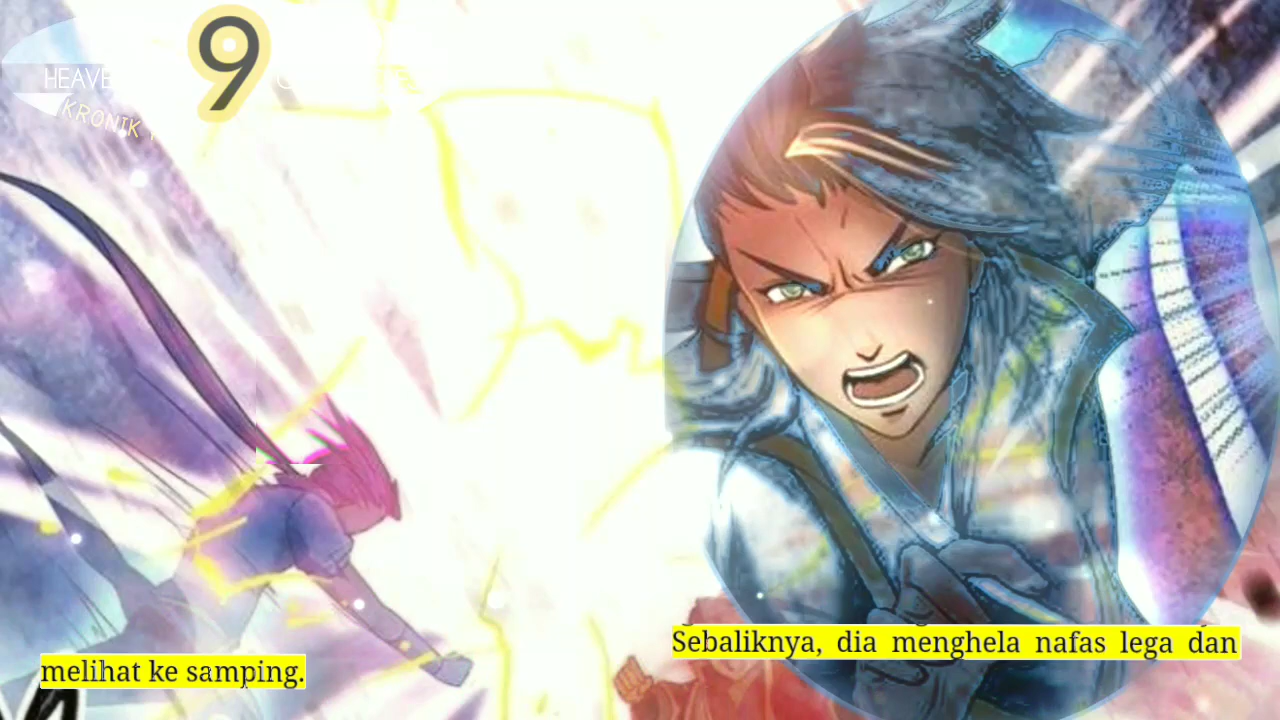 9
HEAVE
KRONIK
Sebaliknya, dia menghela nafas lega dan
melihat ke samping.